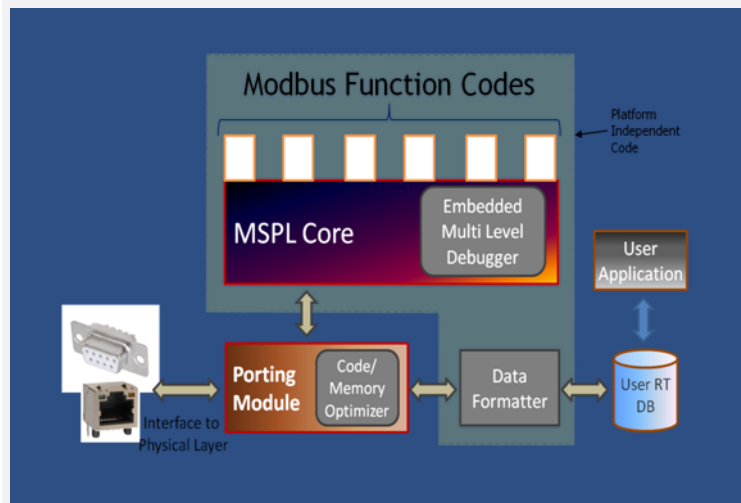 Modbus Function Codes
Platform
Independent
Code
MSPL Core
Embedded
Multi Level
Debugger
User
Application
Porting
Module
Code/
Memory
Optimizer
Data
Formatter
User RT
DB
Interface to
Physical Layer